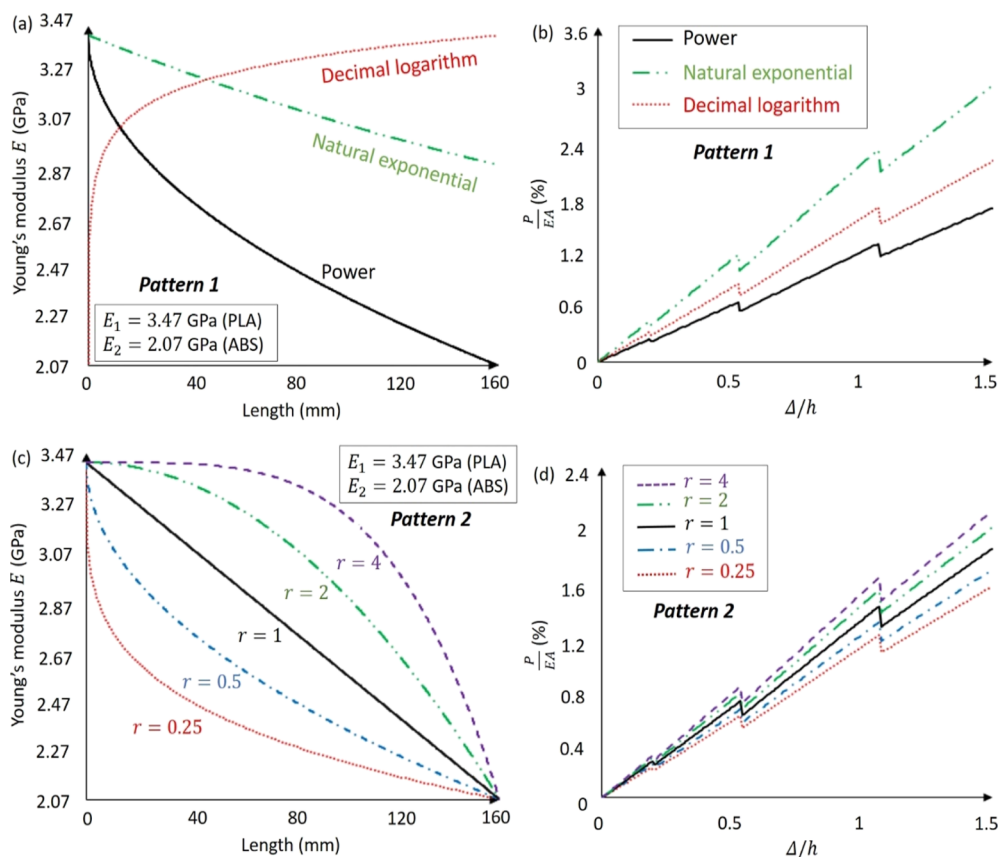 (a)
3.47
3.27
3.07
2.87
2.67
2.47
2.27
2.07
Young's modulus E (GPa)
Decimal logarithm
Natural exponential
Power
Pattern 1
E₁ = 3.47 GPa (PLA)
E₂ = 2.07 GPa (ABS)
0 40 80 120 160
Length (mm)
(b)
3.6
3
2.4
1.8
1.2
0.6
0
P/EA (%)
Power
Natural exponential
Decimal logarithm
Pattern 1
0 0.5 1 1.5
Δ/h
(c)
3.47
3.27
3.07
2.87
2.67
2.47
2.27
2.07
Young's modulus E (GPa)
E₁ = 3.47 GPa (PLA)
E₂ = 2.07 GPa (ABS)
Pattern 2
r = 4
r = 2
r = 1
r = 0.5
r = 0.25
0 40 80 120 160
Length (mm)
(d)
2.4
2
1.6
1.2
0.8
0.4
0
P/EA (%)
r = 4
r = 2
r = 1
r = 0.5
r = 0.25
Pattern 2
0 0.5 1 1.5
Δ/h